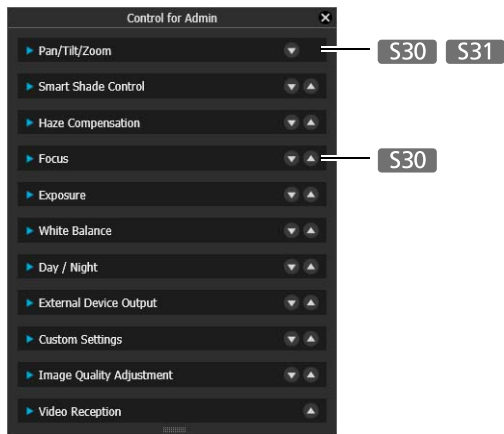 Control for Admin
Pan/Tilt/Zoom
S30 S31
Smart Shade Control
Haze Compensation
Focus
S30
Exposure
White Balance
Day / Night
External Device Output
Custom Settings
Image Quality Adjustment
Video Reception